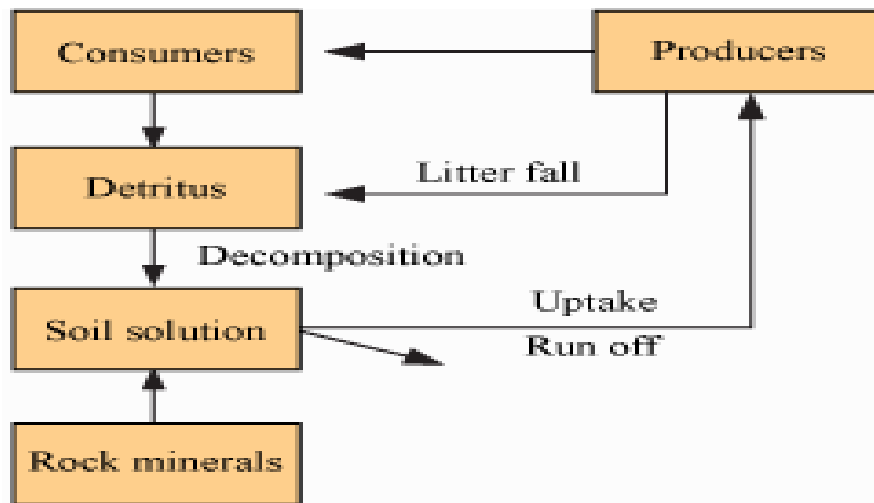 Consumers
Producers
Detritus
Litter fall
Decomposition
Soil solution
Uptake
Run off
Rock minerals